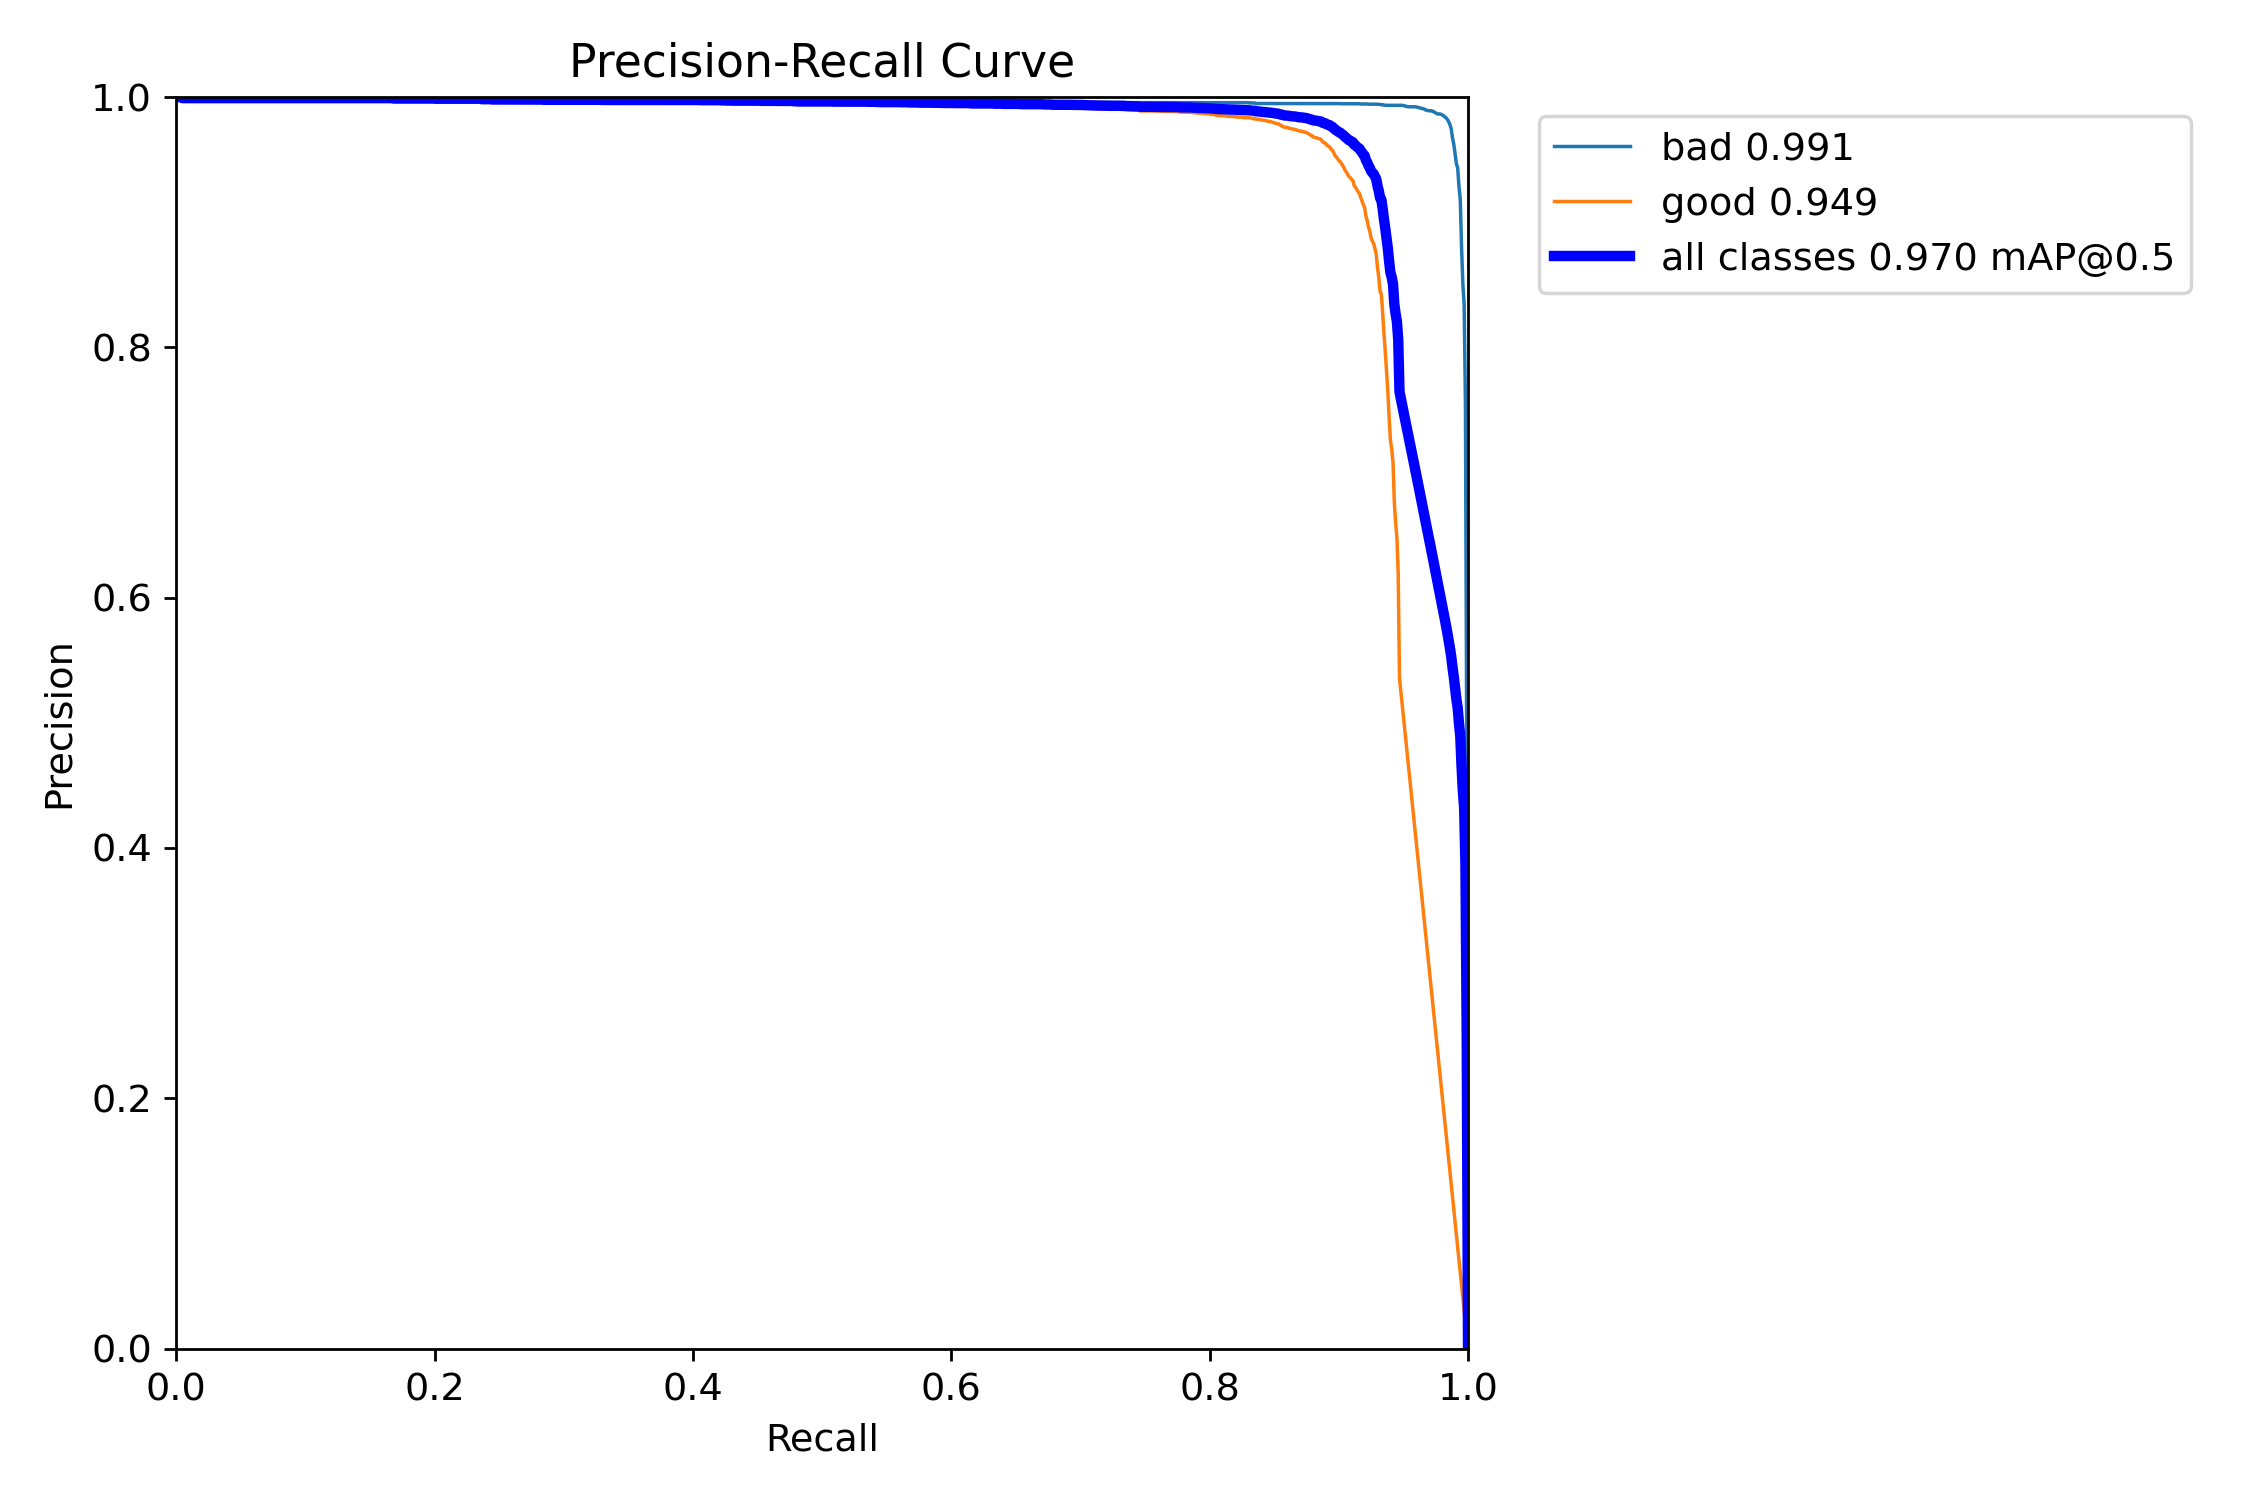 Precision-Recall Curve
1.0
0.8
0.6
0.4
0.2
0.0
Precision
0.0 0.2 0.4 0.6 0.8 1.0
Recall
bad 0.991
good 0.949
all classes 0.970 mAP@0.5